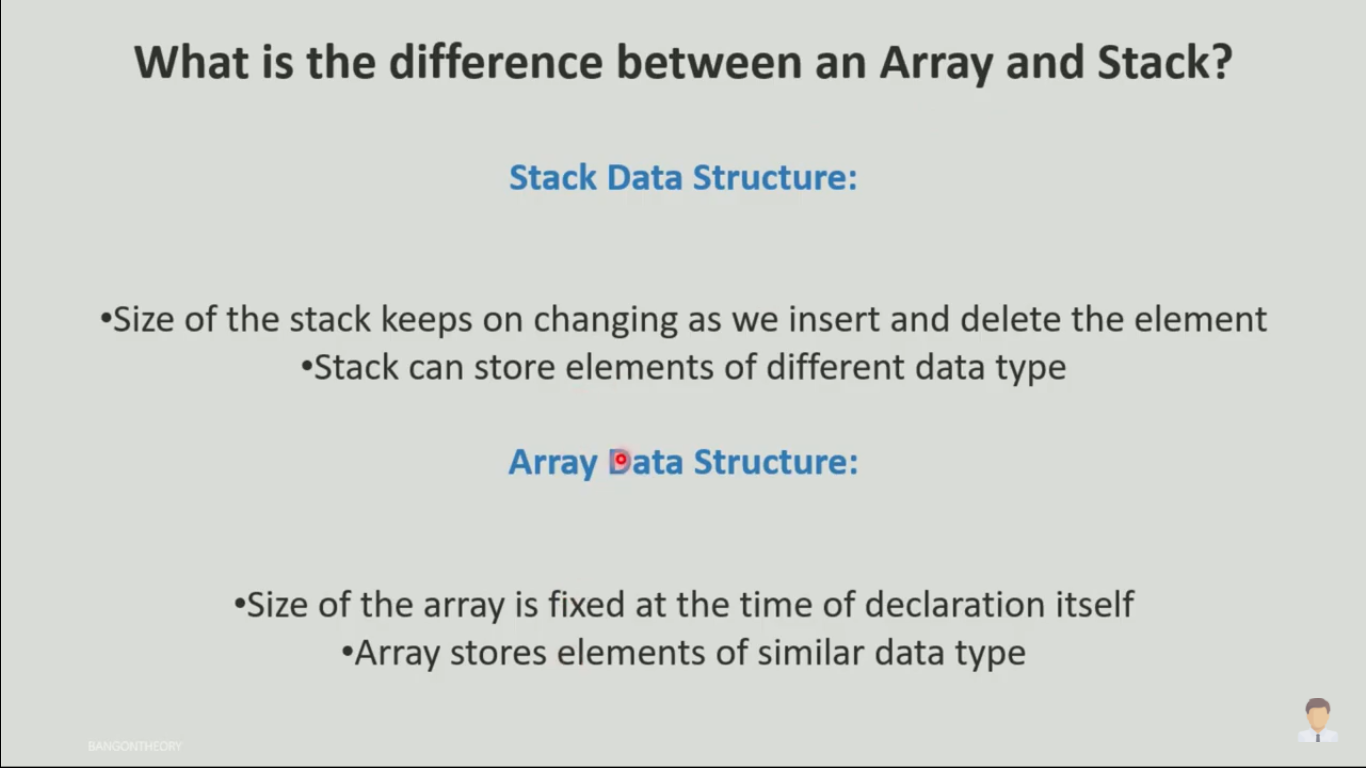 What is the difference between an Array and Stack?
Stack Data Structure:
•Size of the stack keeps on changing as we insert and delete the element
•Stack can store elements of different data type
Array Data Structure:
•Size of the array is fixed at the time of declaration itself
•Array stores elements of similar data type
BANGONTHEORY